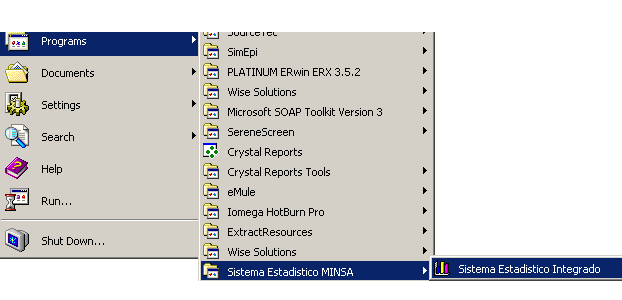 Programs
Documents
Settings
Search
Help
Run...
Shut Down...
SourceTec
SimEpi
PLATINUM ERwin ERX 3.5.2
Wise Solutions
Microsoft SOAP Toolkit Version 3
SereneScreen
Crystal Reports
Crystal Reports Tools
eMule
Iomega HotBurn Pro
ExtractResources
Wise Solutions
Sistema Estadistico MINSA
Sistema Estadistico Integrado